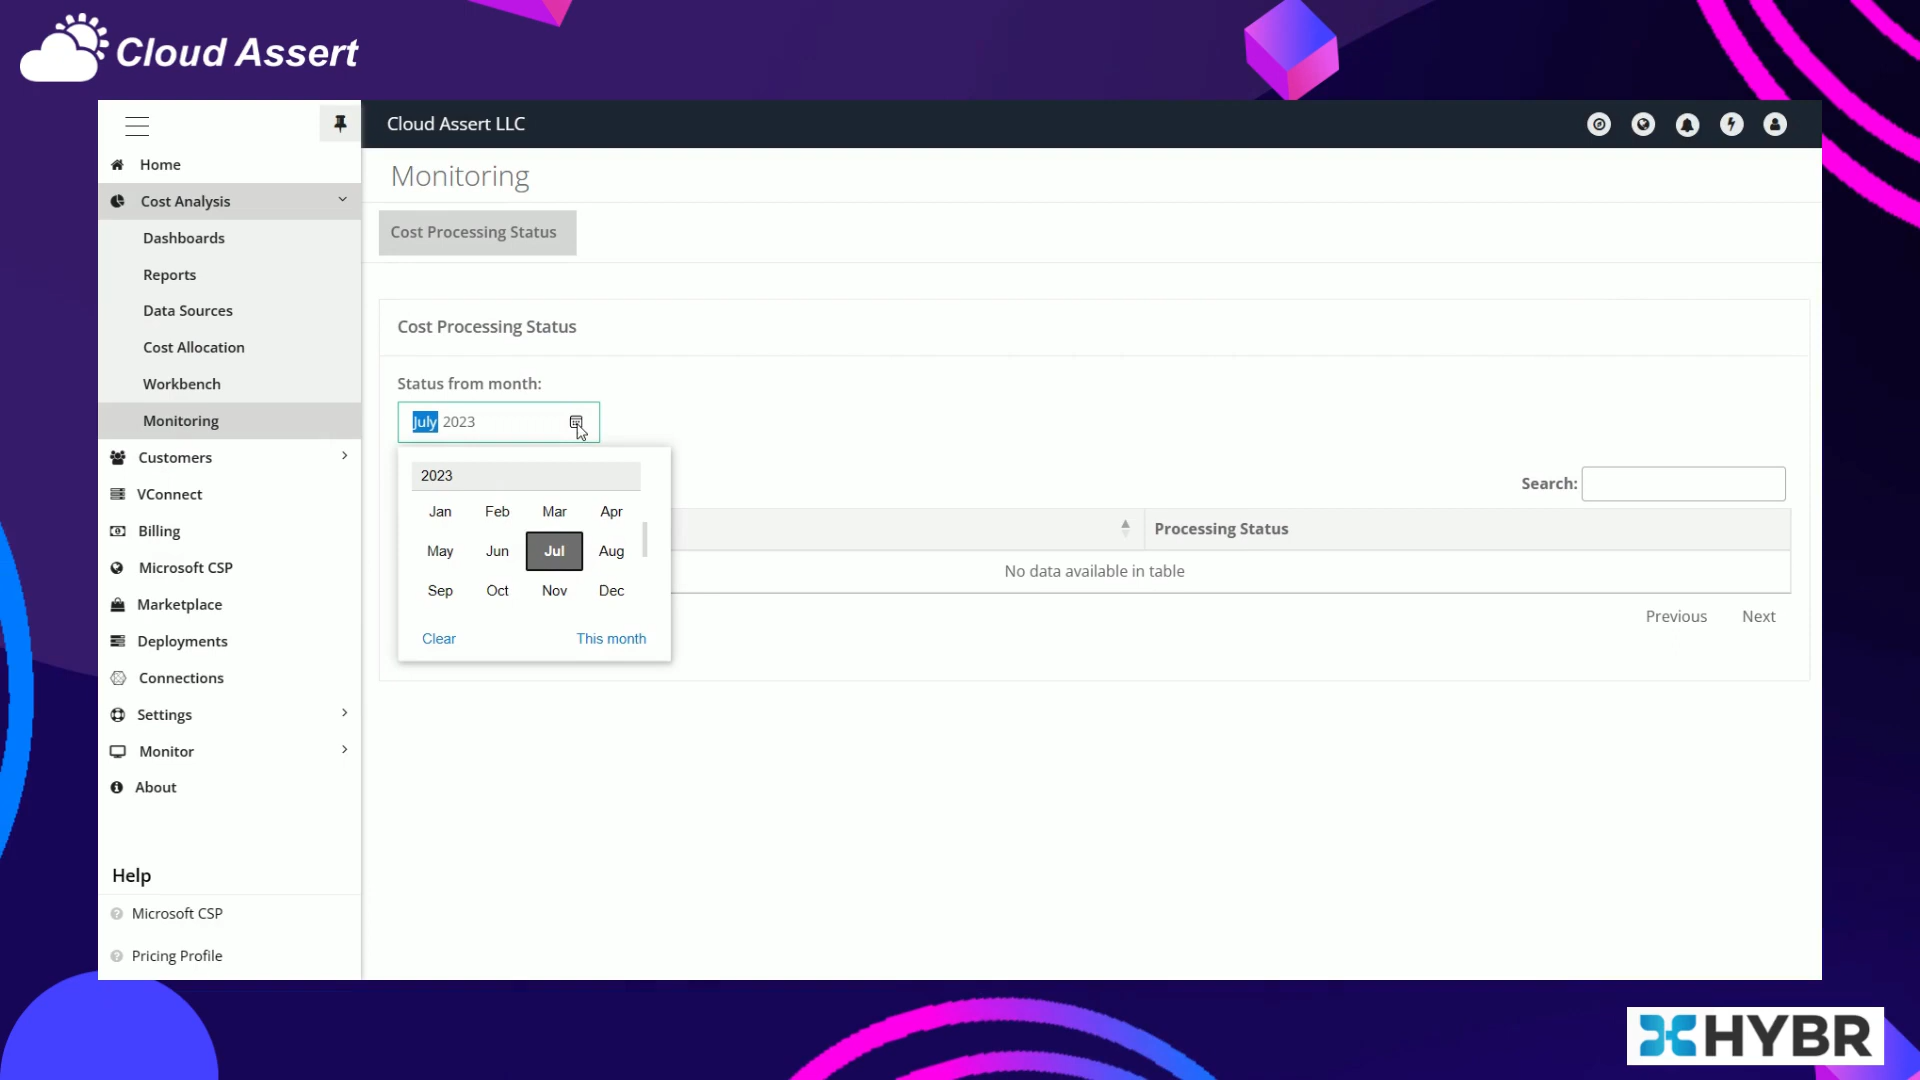 Cloud Assert
Cloud Assert LLC
Home
Cost Analysis
Dashboards
Reports
Data Sources
Cost Allocation
Workbench
Monitoring
Customers
VConnect
Billing
Microsoft CSP
Marketplace
Deployments
Connections
Settings
Monitor
About
Help
Microsoft CSP
Pricing Profile
Monitoring
Cost Processing Status
Cost Processing Status
Status from month:
July 2023
2023
Jan Feb Mar Apr
May Jun Jul Aug
Sep Oct Nov Dec
Clear This month
Search:
Processing Status
No data available in table
Previous Next
HYBR